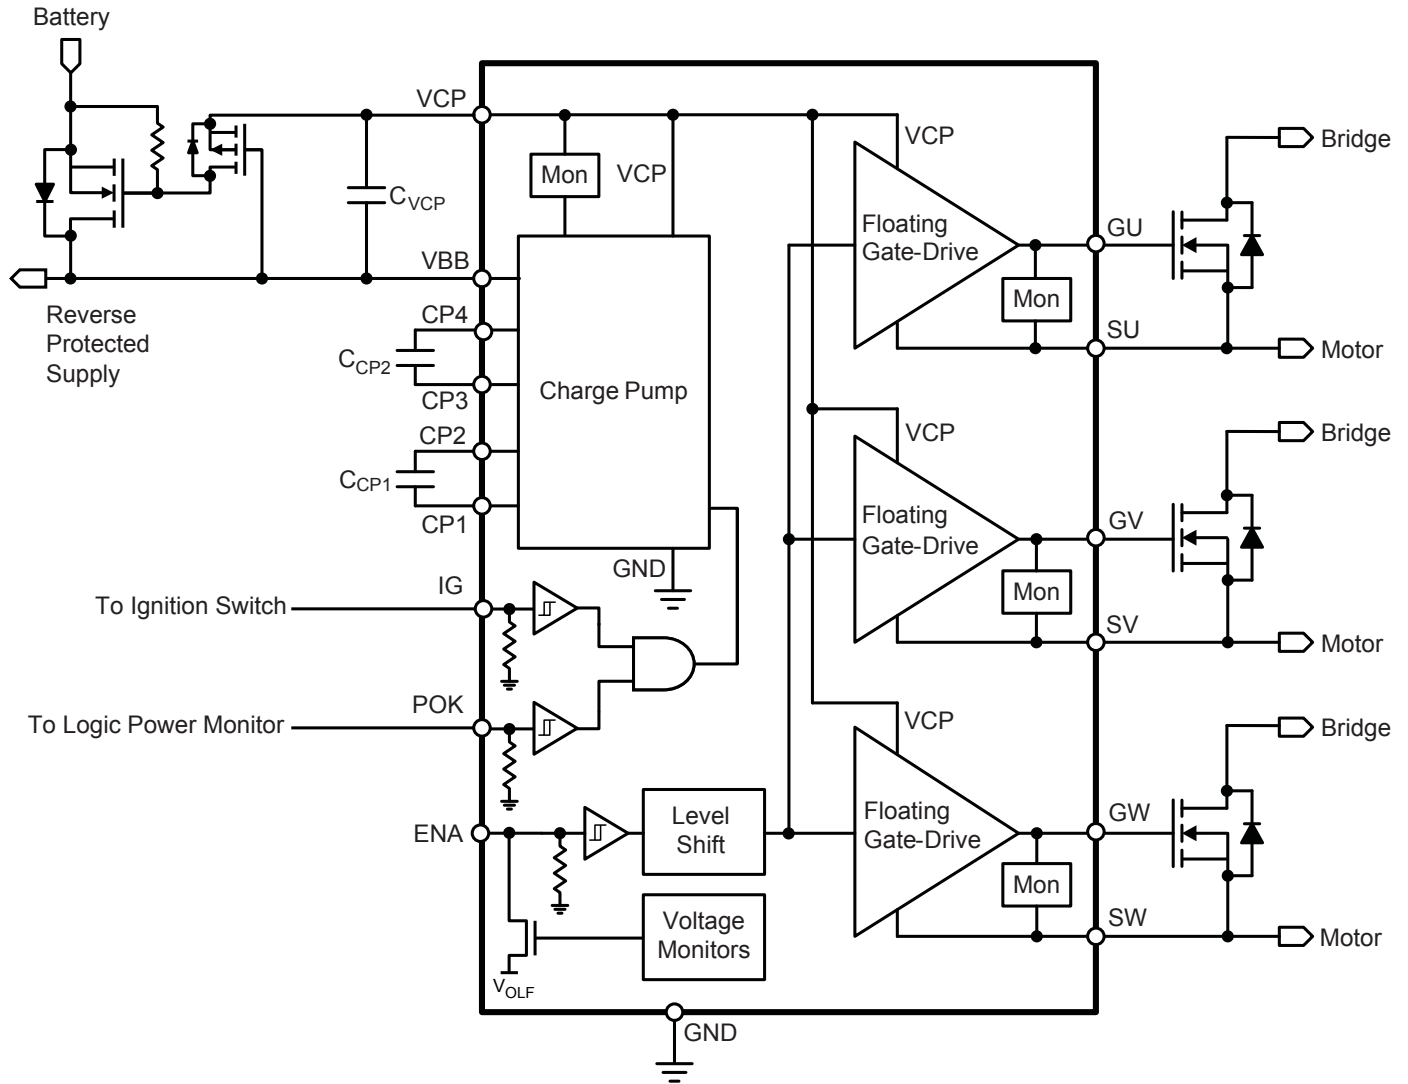 Battery
VCP
VCP
Bridge
Mon
VCP
CVCP
Floating
Gate-Drive
GU
Mon
VBB
Reverse
Protected
Supply
CP4
CCP2
CP3
SU
Motor
Charge Pump
CP2
CCP1
CP1
VCP
Bridge
Floating
Gate-Drive
GV
GND
Mon
IG
To Ignition Switch
SV
Motor
POK
To Logic Power Monitor
VCP
Bridge
ENA
Level
Shift
Floating
Gate-Drive
GW
Mon
Voltage
Monitors
SW
Motor
VOLF
GND